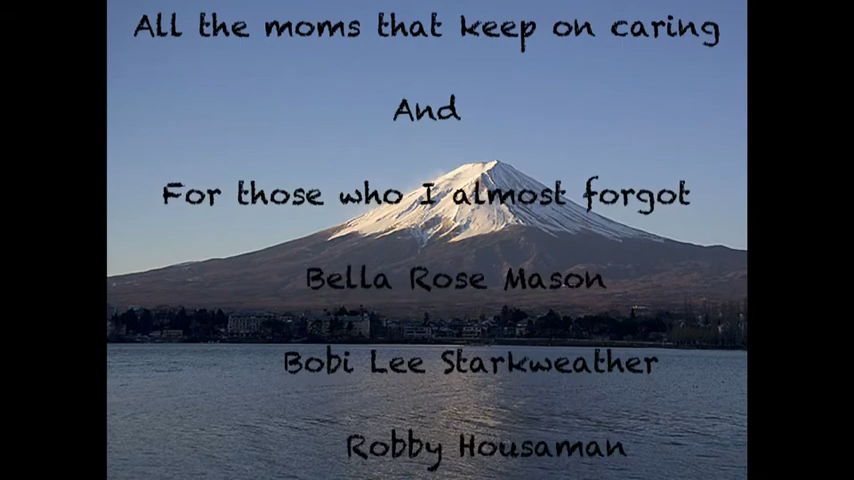 All the moms that keep on caring
And
For those who I almost forgot
Bella Rose Mason
Bobi Lee Starkweather
Robby Housaman